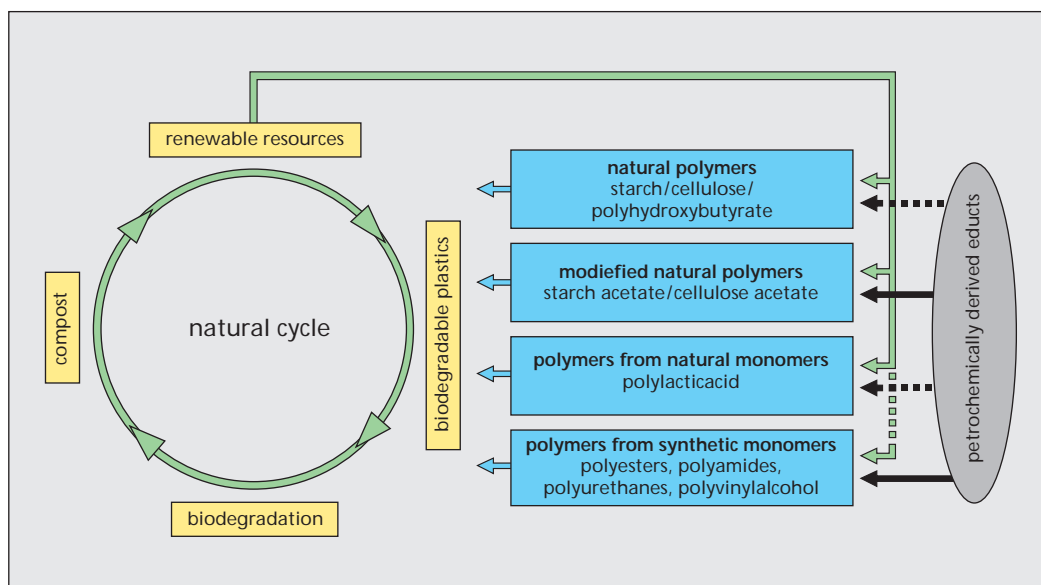 renewable resources
natural polymers
starch/cellulose/
polyhydroxybutyrate
modiefied natural polymers
starch acetate/cellulose acetate
polymers from natural monomers
polylacticacid
polymers from synthetic monomers
polyesters, polyamides,
polyurethanes, polyvinylalcohol
petrochemically derived educts
biodegradable plastics
natural cycle
compost
biodegradation